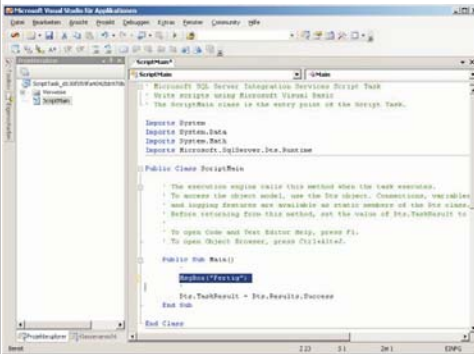 Microsoft Visual Studio für Applikationen
Datei Bearbeiten Ansicht Projekt Debuggen Extras Fenster Community Hilfe
Projektexplorer
ScriptMain*
ScriptMain
Main
Verweise
ScriptMain
' Microsoft SQL Server Integration Services Script Task
' Write scripts using Microsoft Visual Basic
' The ScriptMain class is the entry point of the Script Task.
Imports System
Imports System.Data
Imports System.Math
Imports Microsoft.SqlServer.Dts.Runtime
Public Class ScriptMain
' The execution engine calls this method when the task executes.
' To access the object model, use the Dts object. Connections, variables
' and logging features are available as static members of the Dts class
' Before returning from this method, set the value of Dts.TaskResult to
' To open Code and Text Editor Help, press F1.
' To open Object Browser, press Ctrl+Alt+J.
Public Sub Main()
MsgBox("Fertig")
Dts.TaskResult = Dts.Results.Success
End Sub
End Class
Projektexplorer Klassenansicht
Bereit
EINFG